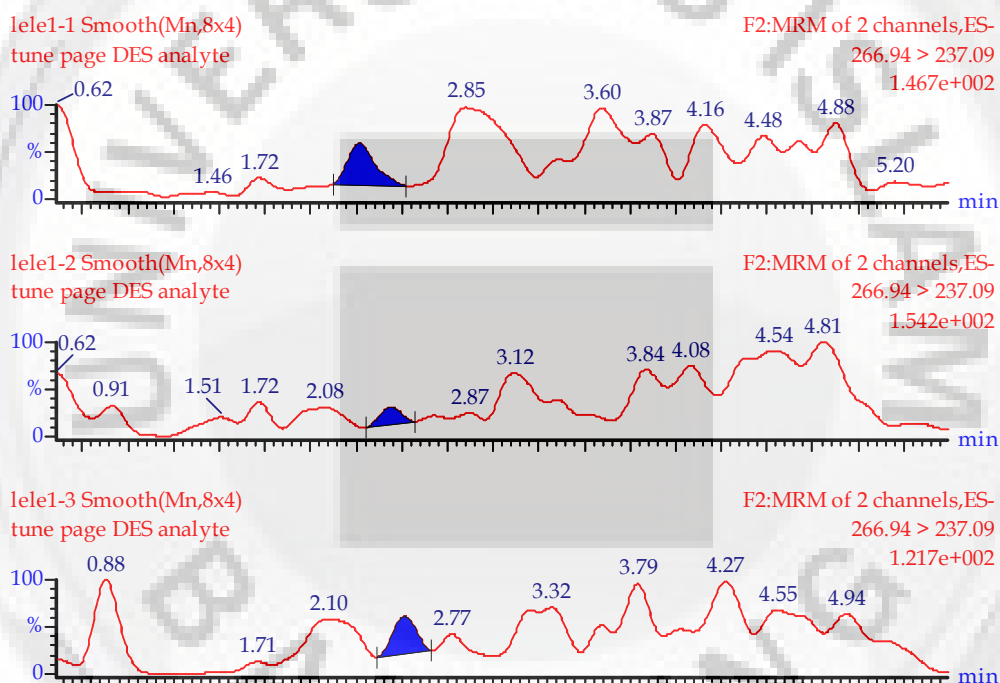 lele1-1 Smooth(Mn,8x4)
tune page DES analyte
F2:MRM of 2 channels,ES-
266.94 > 237.09
1.467e+002
100
%
0
0.62
1.46
1.72
2.85
3.60
3.87
4.16
4.48
4.88
5.20
min
lele1-2 Smooth(Mn,8x4)
tune page DES analyte
F2:MRM of 2 channels,ES-
266.94 > 237.09
1.542e+002
100
%
0
0.62
0.91
1.51
1.72
2.08
2.87
3.12
3.84
4.08
4.54
4.81
min
lele1-3 Smooth(Mn,8x4)
tune page DES analyte
F2:MRM of 2 channels,ES-
266.94 > 237.09
1.217e+002
100
%
0
0.88
1.71
2.10
2.77
3.32
3.79
4.27
4.55
4.94
min